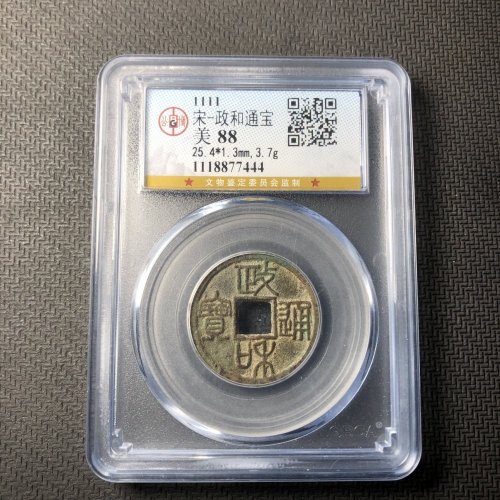 1111
宋-政和通宝
美 88
25.4*1.3mm,3.7g
1118877444
★ 文物鉴定委员会监制 ★
政
寳 通
和